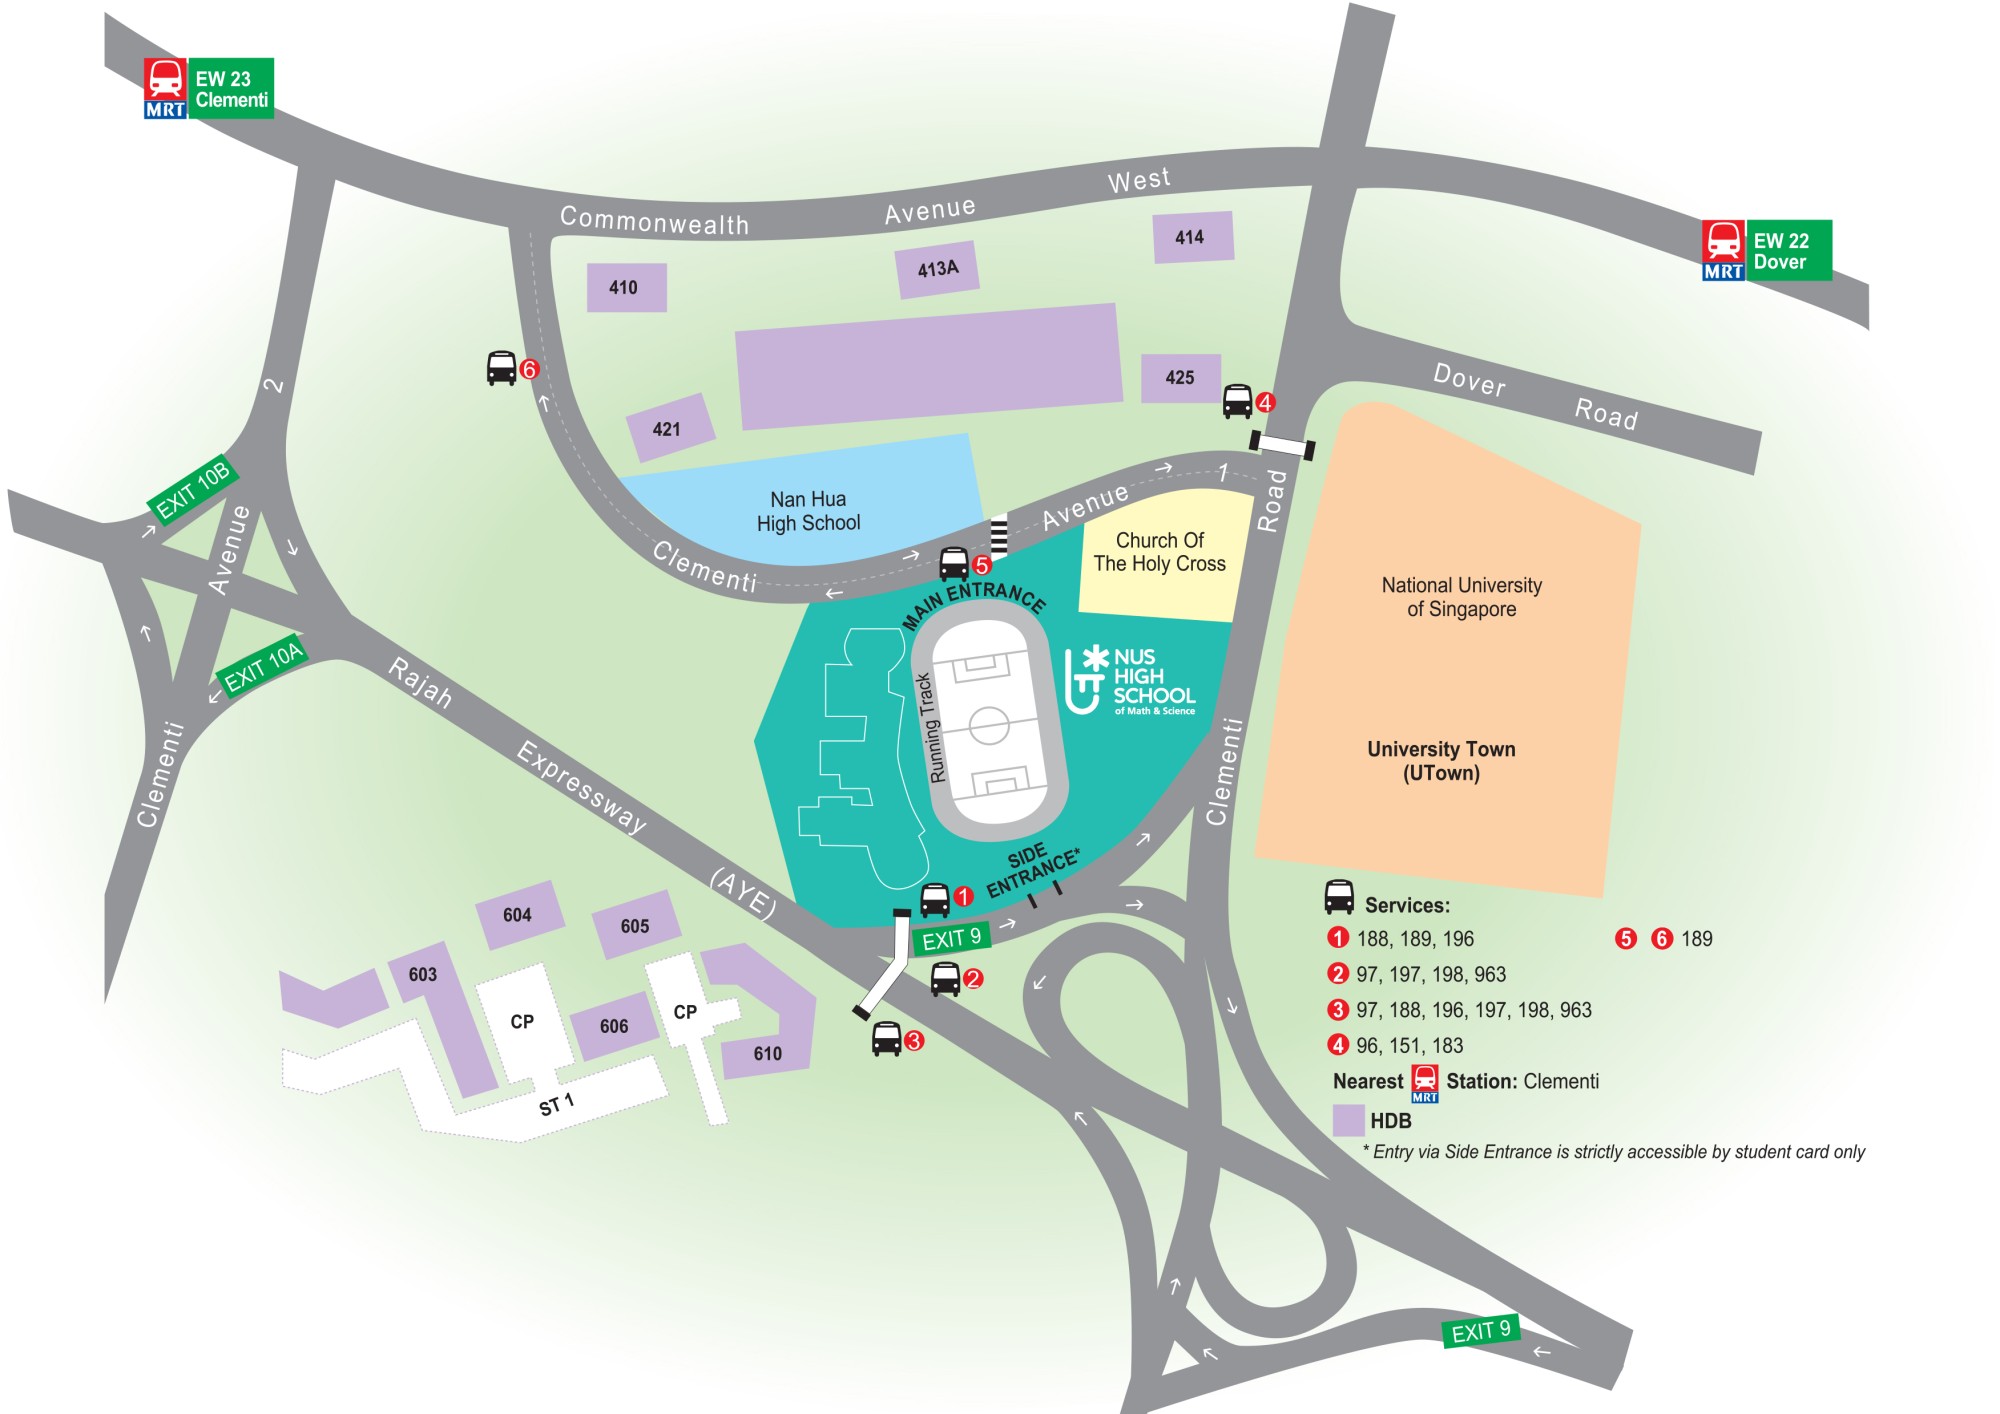 MRT
EW 23
Clementi
Commonwealth Avenue West
414
413A
410
MRT
EW 22
Dover
6
2
425
4
421
Dover Road
EXIT 10B
Nan Hua
High School
Avenue 1
Road
Church Of
The Holy Cross
Clementi
5
MAIN ENTRANCE
National University
of Singapore
Avenue
EXIT 10A
Rajah
NUS
HIGH
SCHOOL
of Math & Science
Running Track
University Town
(UTown)
Clementi
Clementi
Expressway
(AYE)
SIDE
ENTRANCE*
1
EXIT 9
2
3
604
605
603
CP
606
CP
610
ST 1
Services:
1 188, 189, 196
5 6 189
2 97, 197, 198, 963
3 97, 188, 196, 197, 198, 963
4 96, 151, 183
Nearest MRT Station: Clementi
HDB
* Entry via Side Entrance is strictly accessible by student card only
EXIT 9